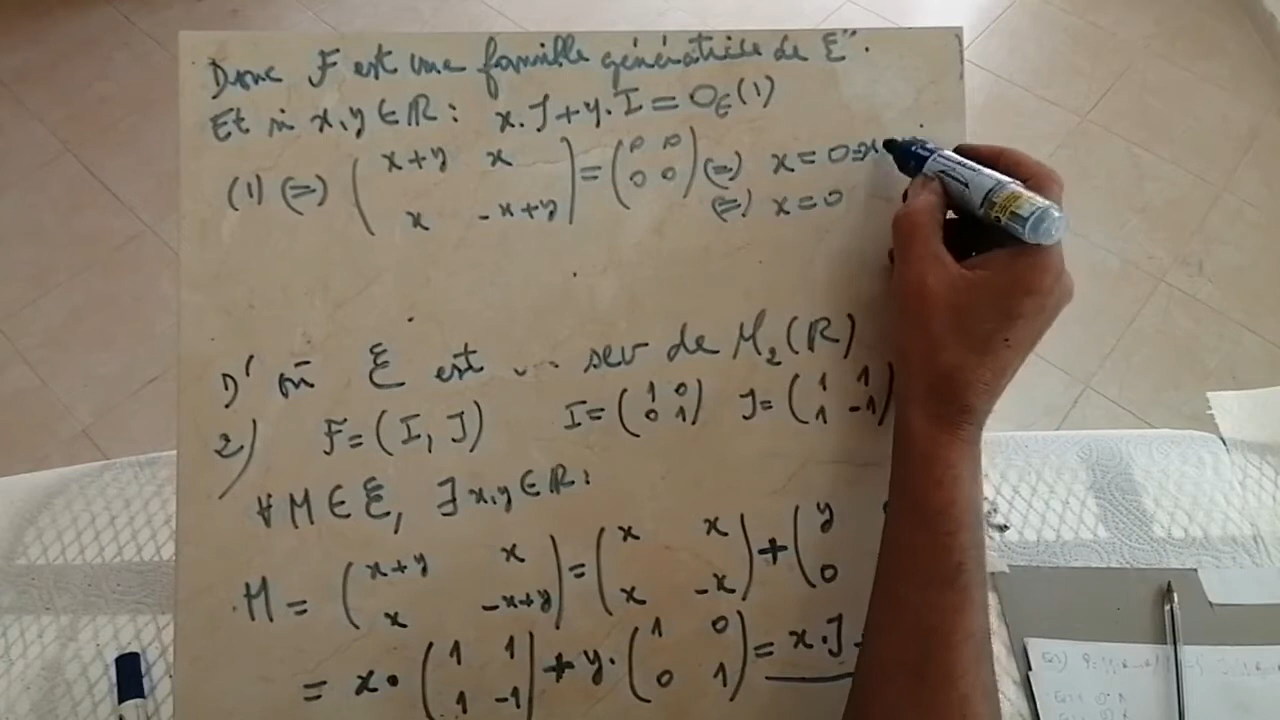 Donc F est une famille génératrice de E".
Et si x,y ∈ ℝ : x.J + y.I = 0_E (1)
(1) (=) ( x+y x ; x -x+y ) = ( 0 0 ; 0 0 ) (=) x = 0
(=) x = 0
D'où E est sev de M₂(ℝ)
2) F = (I, J) I = ( 1 0 ; 0 1 ) J = ( 1 1 ; 1 -1 )
∀ M ∈ E, ∃ x,y ∈ ℝ :
M = ( x+y x ; x -x+y ) = ( x x ; x -x ) + ( y ; 0
= x . ( 1 1 ; 1 -1 ) + y . ( 1 0 ; 0 1 ) = x . J